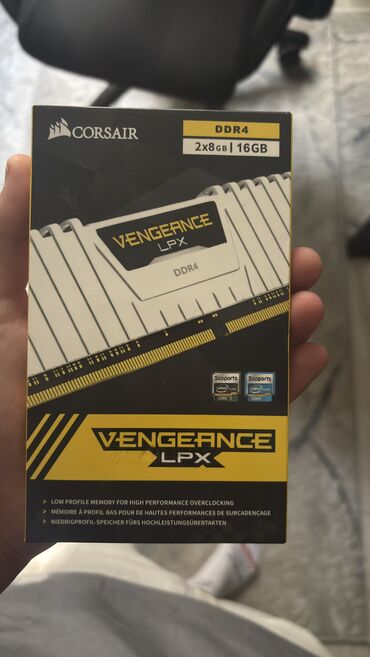 CORSAIR
DDR4
2x8GB | 16GB
VENGEANCE
LPX
DDR4
Supports
Supports
VENGEANCE
LPX
> LOW PROFILE MEMORY FOR HIGH PERFORMANCE OVERCLOCKING
> MÉMOIRE À PROFIL BAS POUR DE HAUTES PERFORMANCES DE SURCADENÇAGE
> NIEDRIGPROFIL-SPEICHER FÜRS HOCHLEISTUNGSÜBERTAKTEN